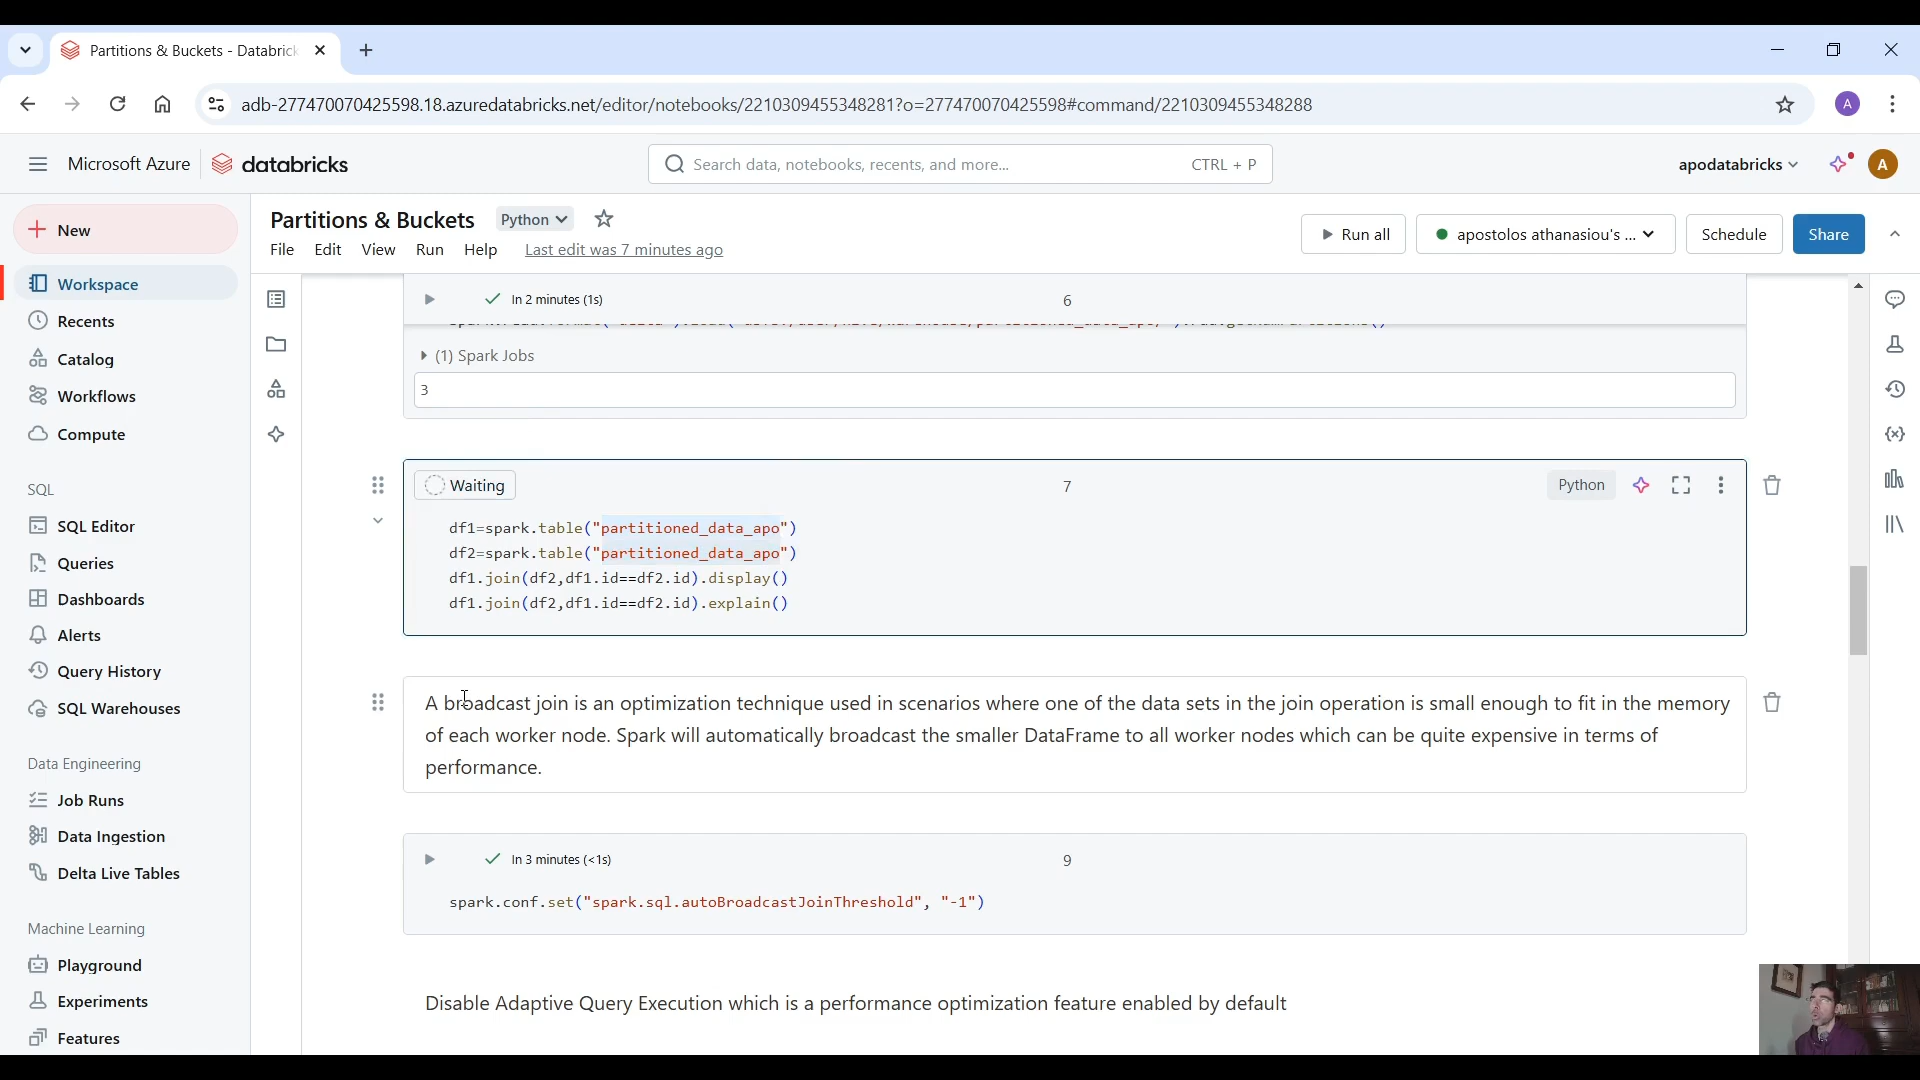 Partitions & Buckets - Databrick
adb-277470070425598.18.azuredatabricks.net/editor/notebooks/2210309455348281?o=277470070425598#command/2210309455348288
A
Microsoft Azure
databricks
Search data, notebooks, recents, and more...
CTRL + P
apodatabricks
A
New
Workspace
Recents
Catalog
Workflows
Compute
SQL
SQL Editor
Queries
Dashboards
Alerts
Query History
SQL Warehouses
Data Engineering
Job Runs
Data Ingestion
Delta Live Tables
Machine Learning
Playground
Experiments
Features
Partitions & Buckets
Python
File Edit View Run Help
Last edit was 7 minutes ago
Run all
apostolos athanasiou's ...
Schedule
Share
In 2 minutes (1s)
6
(1) Spark Jobs
3
Waiting
7
Python
df1=spark.table("partitioned_data_apo")
df2=spark.table("partitioned_data_apo")
df1.join(df2,df1.id==df2.id).display()
df1.join(df2,df1.id==df2.id).explain()
A broadcast join is an optimization technique used in scenarios where one of the data sets in the join operation is small enough to fit in the memory
of each worker node. Spark will automatically broadcast the smaller DataFrame to all worker nodes which can be quite expensive in terms of
performance.
In 3 minutes (<1s)
9
spark.conf.set("spark.sql.autoBroadcastJoinThreshold", "-1")
Disable Adaptive Query Execution which is a performance optimization feature enabled by default